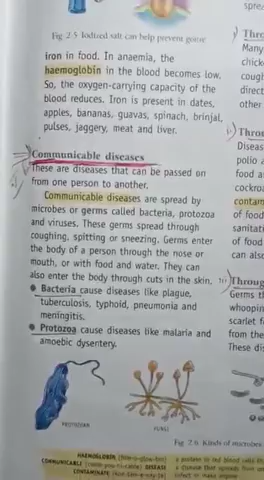 Fig 2.5 Iodized salt can help prevent goitre
iron in food. In anaemia, the
haemoglobin in the blood becomes low.
So, the oxygen-carrying capacity of the
blood reduces. Iron is present in dates,
apples, bananas, guavas, spinach, brinjal,
pulses, jaggery, meat and liver.
Communicable diseases
These are diseases that can be passed on
from one person to another.
Communicable diseases are spread by
microbes or germs called bacteria, protozoa
and viruses. These germs spread through
coughing, spitting or sneezing. Germs enter
the body of a person through the nose or
mouth, or with food and water. They can
also enter the body through cuts in the skin.
● Bacteria cause diseases like plague,
tuberculosis, typhoid, pneumonia and
meningitis.
● Protozoa cause diseases like malaria and
amoebic dysentery.
PROTOZOAN
FUNGI
Fig 2.6 Kinds of microbes
HAEMOGLOBIN
COMMUNICABLE DISEASE
CONTAMINATE
spre
Thro
Many
chick
cough
direct
other
Throu
Diseas
polio a
food a
cockroa
contam
of food
sanitati
of food
can als
Throug
Germs t
whoopin
scarlet f
from the
These di